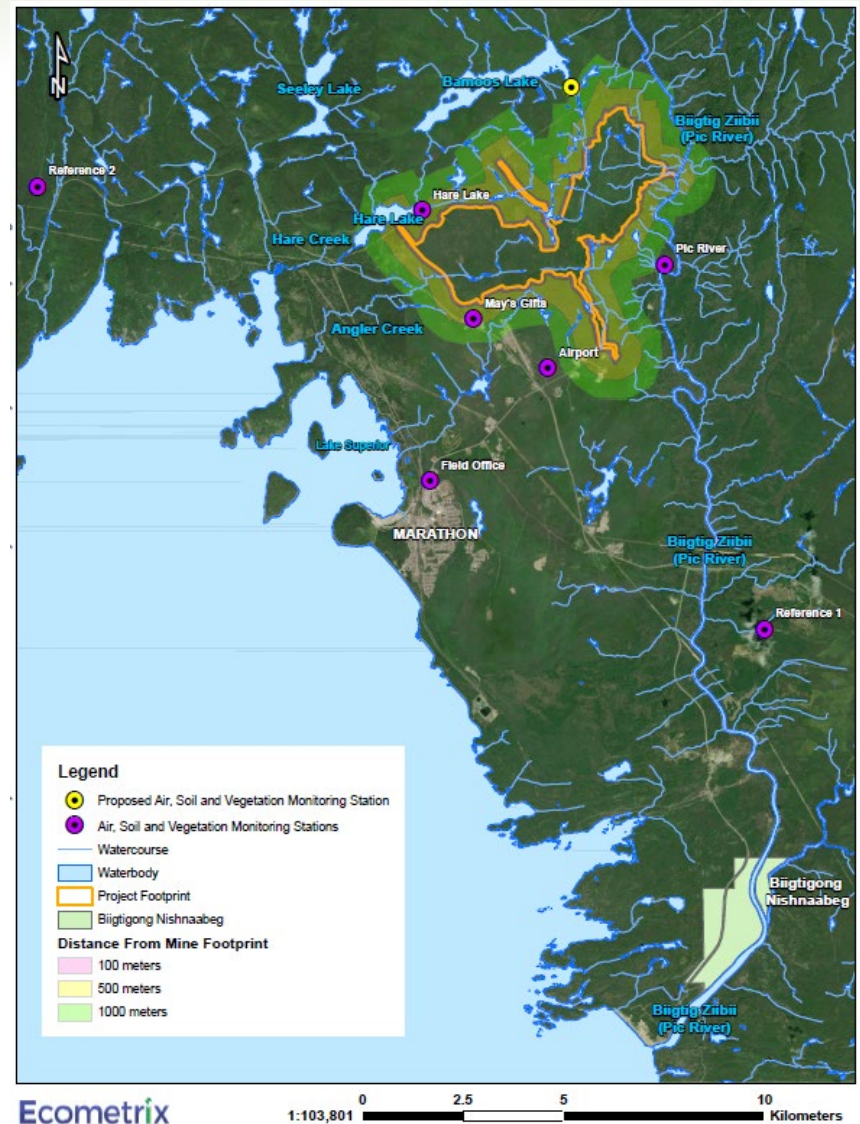 N
Seeley Lake
Bamoos Lake
Biigtig Ziibii
(Pic River)
Reference 2
Hare Lake
Hare Lake
Hare Creek
Pic River
May's Gifts
Angler Creek
Airport
Lake Superior
Field Office
MARATHON
Biigtig Ziibii
(Pic River)
Reference 1
Legend
Proposed Air, Soil and Vegetation Monitoring Station
Air, Soil and Vegetation Monitoring Stations
Watercourse
Waterbody
Project Footprint
Biigtigong Nishnaabeg
Distance From Mine Footprint
100 meters
500 meters
1000 meters
Biigtigong
Nishnaabeg
Biigtig Ziibii
(Pic River)
Ecometrix
1:103,801
0 2.5 5 10
Kilometers